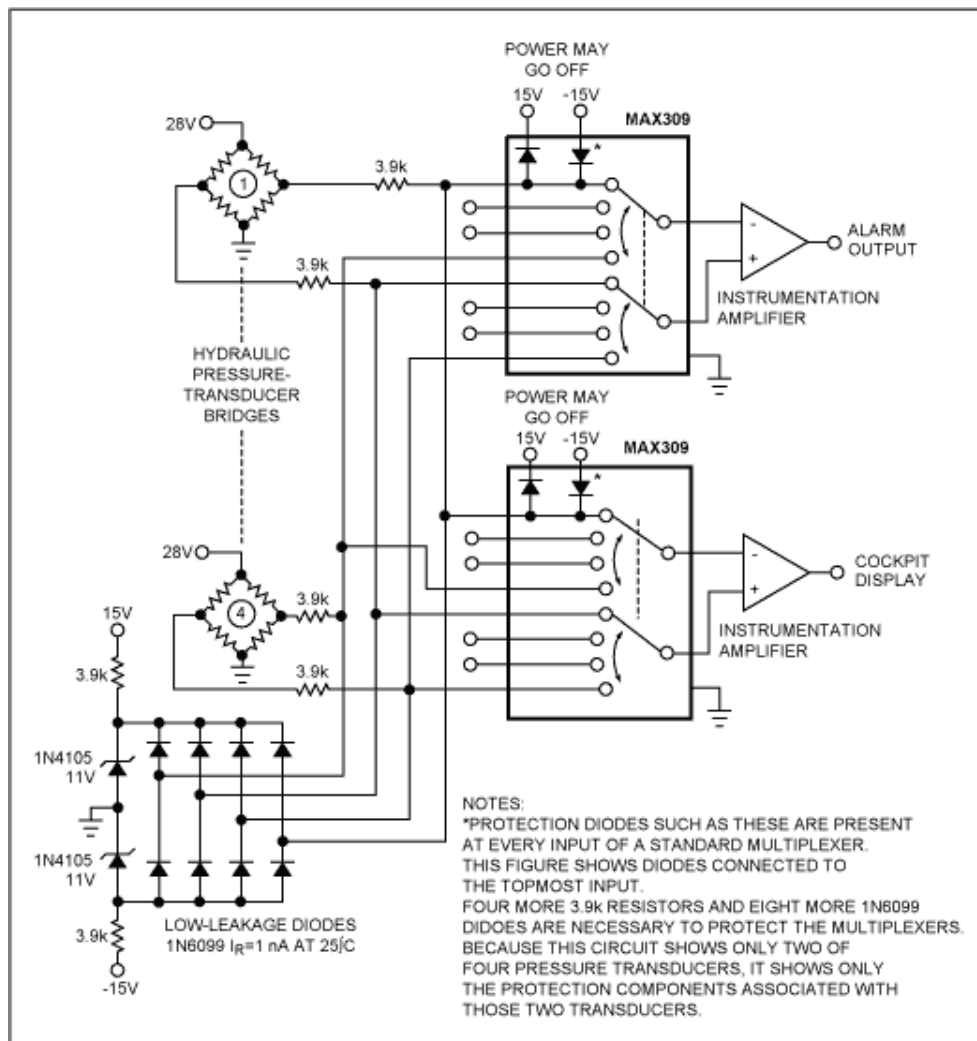 POWER MAY
GO OFF
15V -15V
MAX309
28V
3.9k
*
1
-
+
ALARM
OUTPUT
3.9k
INSTRUMENTATION
AMPLIFIER
HYDRAULIC
PRESSURE-
TRANSDUCER
BRIDGES
POWER MAY
GO OFF
15V -15V
MAX309
*
28V
4
3.9k
-
+
COCKPIT
DISPLAY
15V
3.9k
3.9k
INSTRUMENTATION
AMPLIFIER
1N4105
11V
1N4105
11V
3.9k
-15V
LOW-LEAKAGE DIODES
1N6099 IR=1 nA AT 25∫C
NOTES:
*PROTECTION DIODES SUCH AS THESE ARE PRESENT
AT EVERY INPUT OF A STANDARD MULTIPLEXER.
THIS FIGURE SHOWS DIODES CONNECTED TO
THE TOPMOST INPUT.
FOUR MORE 3.9k RESISTORS AND EIGHT MORE 1N6099
DIDOES ARE NECESSARY TO PROTECT THE MULTIPLEXERS.
BECAUSE THIS CIRCUIT SHOWS ONLY TWO OF
FOUR PRESSURE TRANSDUCERS, IT SHOWS ONLY
THE PROTECTION COMPONENTS ASSOCIATED WITH
THOSE TWO TRANSDUCERS.